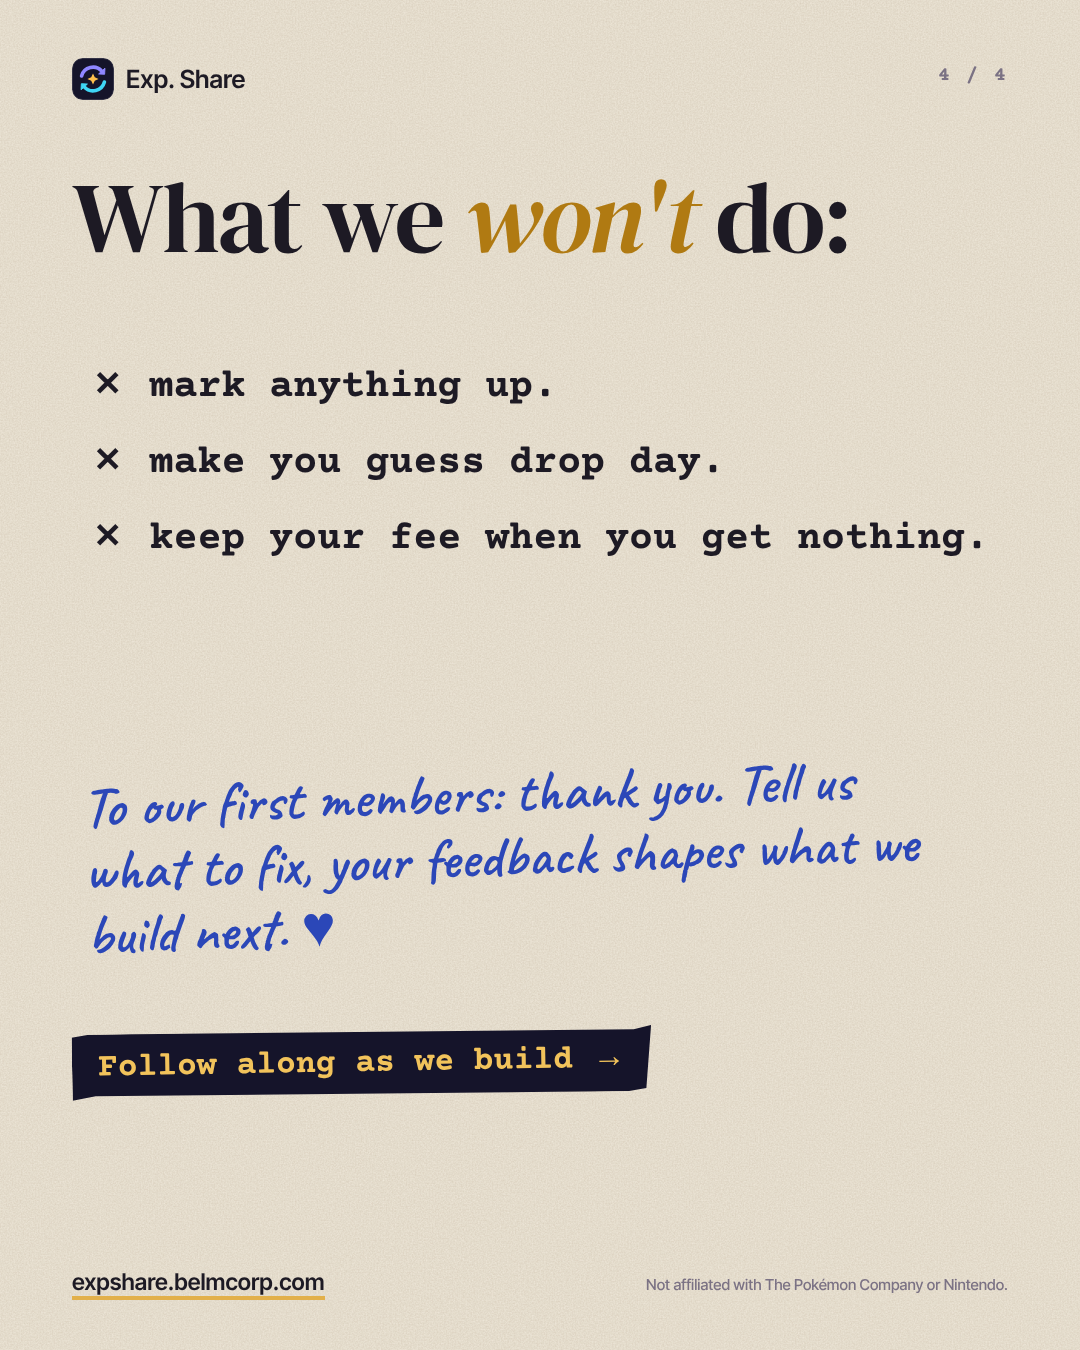 Exp. Share
4 / 4
What we won't do:
✕ mark anything up.
✕ make you guess drop day.
✕ keep your fee when you get nothing.
To our first members: thank you. Tell us
what to fix, your feedback shapes what we
build next. ♥
Follow along as we build →
expshare.belmcorp.com
Not affiliated with The Pokémon Company or Nintendo.